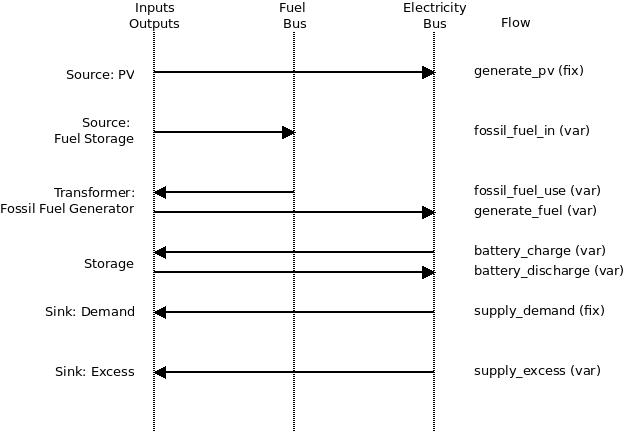 Inputs
Outputs
Fuel
Bus
Electricity
Bus
Flow
Source: PV
generate_pv (fix)
Source:
Fuel Storage
fossil_fuel_in (var)
Transformer:
Fossil Fuel Generator
fossil_fuel_use (var)
generate_fuel (var)
Storage
battery_charge (var)
battery_discharge (var)
Sink: Demand
supply_demand (fix)
Sink: Excess
supply_excess (var)